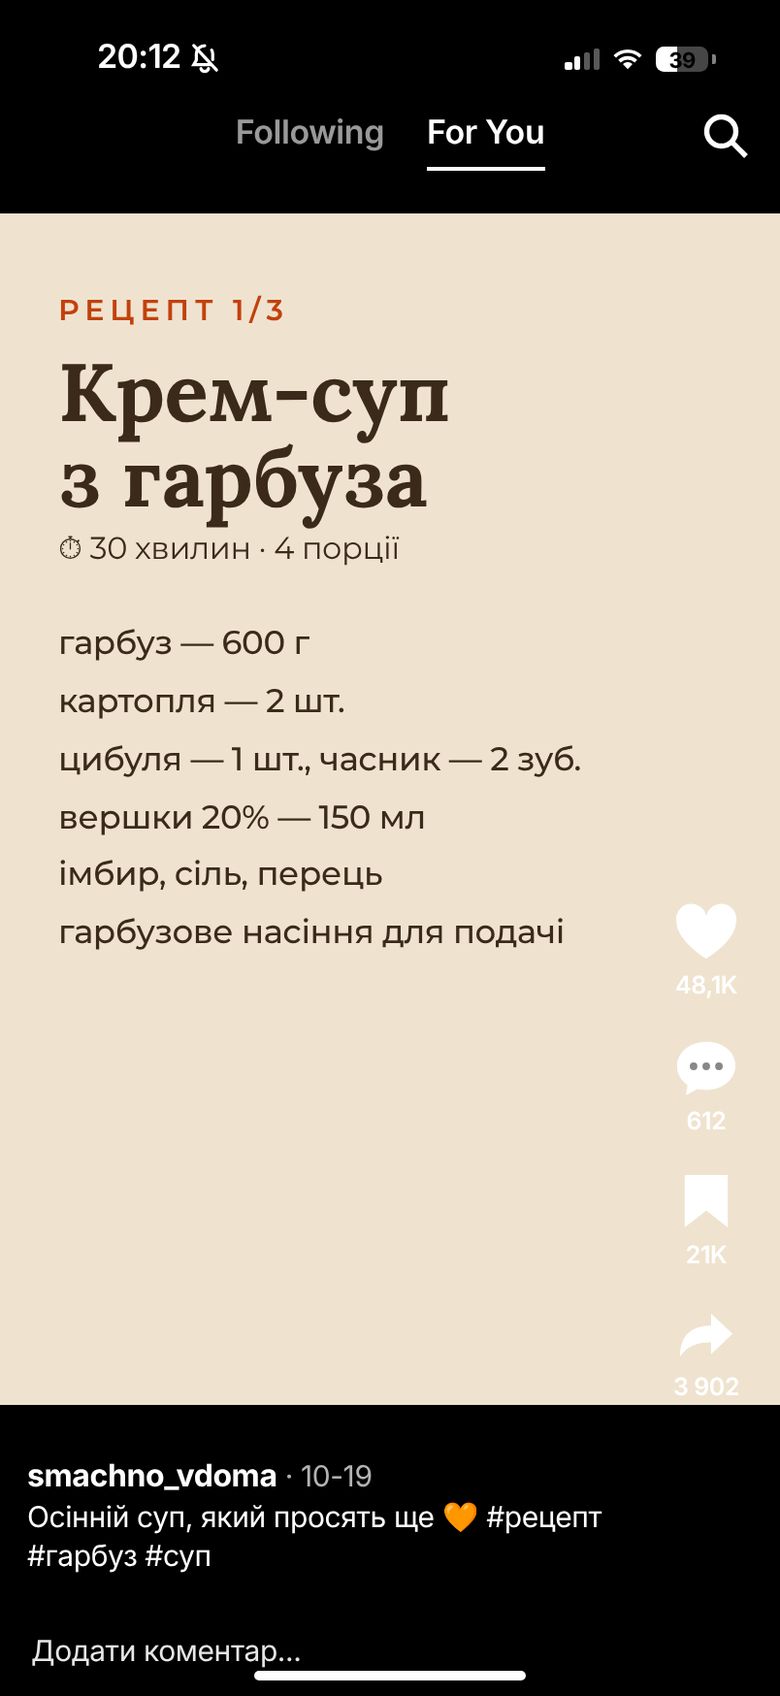 20:12
39
Following For You
РЕЦЕПТ 1/3
Крем-суп
з гарбуза
⏱ 30 хвилин · 4 порції
гарбуз — 600 г
картопля — 2 шт.
цибуля — 1 шт., часник — 2 зуб.
вершки 20% — 150 мл
імбир, сіль, перець
гарбузове насіння для подачі
48,1K
612
21K
3 902
smachno_vdoma · 10-19
Осінній суп, який просять ще 🧡 #рецепт
#гарбуз #суп
Додати коментар...